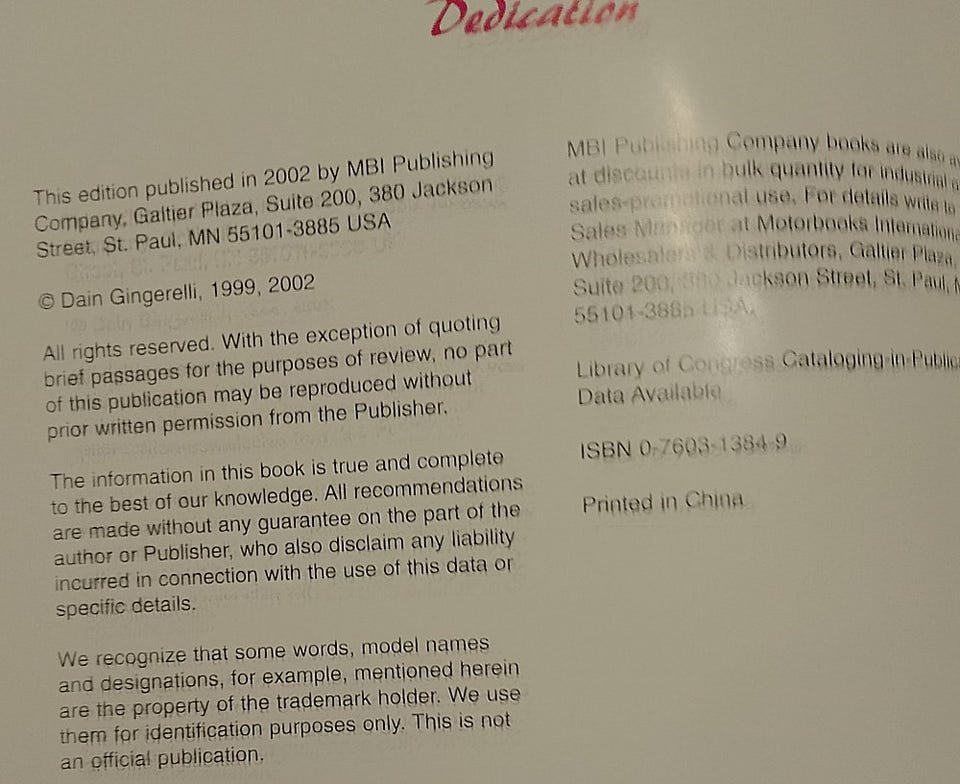 Dedication
This edition published in 2002 by MBI Publishing
Company, Galtier Plaza, Suite 200, 380 Jackson
Street, St. Paul, MN 55101-3885 USA
© Dain Gingerelli, 1999, 2002
All rights reserved. With the exception of quoting
brief passages for the purposes of review, no part
of this publication may be reproduced without
prior written permission from the Publisher.
The information in this book is true and complete
to the best of our knowledge. All recommendations
are made without any guarantee on the part of the
author or Publisher, who also disclaim any liability
incurred in connection with the use of this data or
specific details.
We recognize that some words, model names
and designations, for example, mentioned herein
are the property of the trademark holder. We use
them for identification purposes only. This is not
an official publication.
MBI Publishing Company books are also
at discounts in bulk quantity for industrial
sales-promotional use. For details write to
Sales Manager at Motorbooks
Wholesalers & Distributors, Galtier Plaza,
Suite 200, 380 Jackson Street, St. Paul,
55101-3885 USA.
Library of Congress Cataloging-in-
Data Available
ISBN 0-7603-1384-9
Printed in China